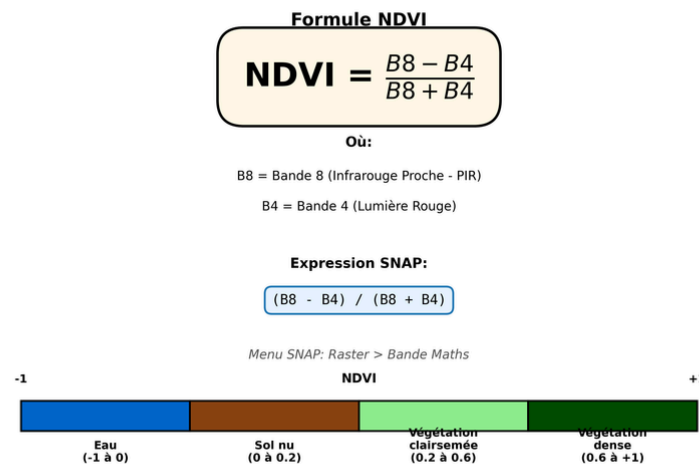 Formule NDVI
NDVI = (B8 − B4) / (B8 + B4)
Où:
B8 = Bande 8 (Infrarouge Proche - PIR)
B4 = Bande 4 (Lumière Rouge)
Expression SNAP:
(B8 - B4) / (B8 + B4)
Menu SNAP: Raster > Bande Maths
-1 NDVI +
Eau
(-1 à 0)
Sol nu
(0 à 0.2)
Végétation
clairsemée
(0.2 à 0.6)
Végétation
dense
(0.6 à +1)